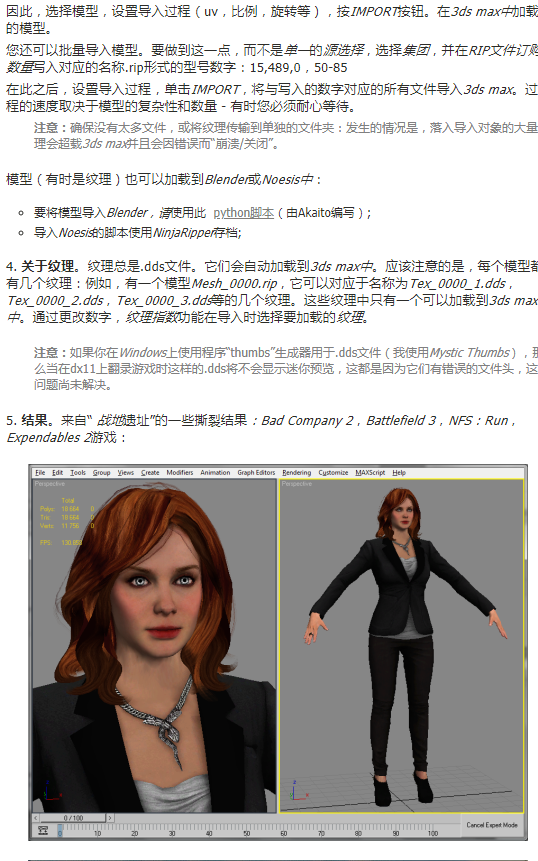 因此，选择模型，设置导入过程（uv，比例，旋转等），按IMPORT按钮。在3ds max中加载
的模型。
您还可以批量导入模型。要做到这一点，而不是单一的源选择，选择集团，并在RIP文件订
数量写入对应的名称.rip形式的型号数字：15,489,0，50-85
在此之后，设置导入过程，单击IMPORT，将与写入的数字对应的所有文件导入3ds max。过
程的速度取决于模型的复杂性和数量 - 有时您必须耐心等待。
注意：确保没有太多文件，或将纹理传输到单独的文件夹：发生的情况是，落入导入对象的大量
理会超载3ds max并且会因错误而“崩溃/关闭”。
模型（有时是纹理）也可以加载到Blender或Noesis中：
要将模型导入Blender，请使用此 python脚本（由Akaito编写）;
导入Noesis的脚本使用NinjaRipper存档;
4. 关于纹理。纹理总是.dds文件。它们会自动加载到3ds max中。应该注意的是，每个模型都
有几个纹理：例如，有一个模型Mesh_0000.rip，它可以对应于名称为Tex_0000_1.dds，
Tex_0000_2.dds，Tex_0000_3.dds等的几个纹理。这些纹理中只有一个可以加载到3ds max
中。通过更改数字，纹理指数功能在导入时选择要加载的纹理。
注意：如果你在Windows上使用程序“thumbs”生成器用于.dds文件（我使用Mystic Thumbs），那
么当在dx11上翻录游戏时这样的.dds将不会显示迷你预览，这都是因为它们有错误的文件头，这
问题尚未解决。
5. 结果。来自“ 战地遗址”的一些撕裂结果：Bad Company 2，Battlefield 3，NFS：Run，
Expendables 2游戏：
File Edit Tools Group Views Create Modifiers Animation Graph Editors Rendering Customize MAXScript Help
Perspective
Perspective
Total
Polys: 18 664 0
Tris: 18 664 0
Verts: 11 756 0
FPS: 130.803
0 / 100
0 10 20 30 40 50 60 70 80 90 100
Cancel Expert Mode